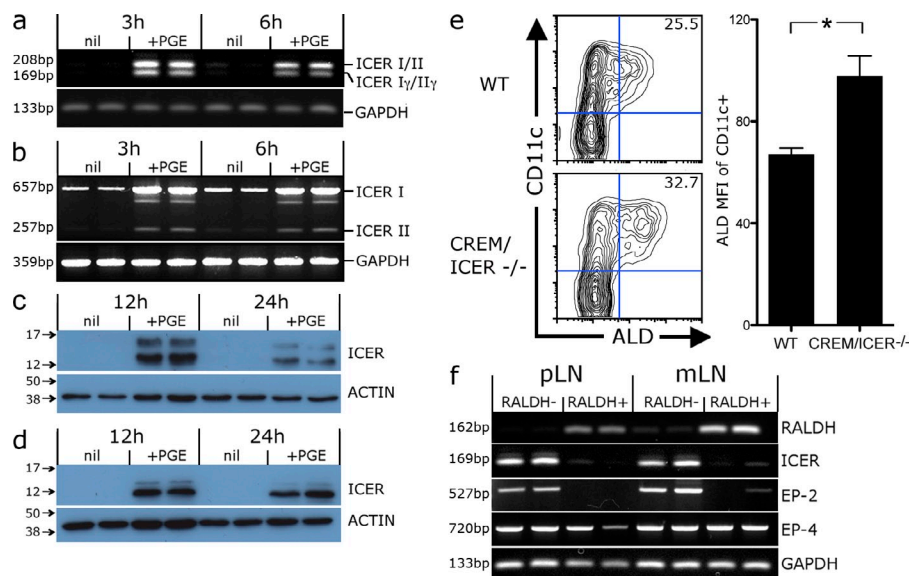 a
3h 6h
nil +PGE nil +PGE
208bp ICER I/II
169bp ICER Iγ/IIγ
133bp GAPDH
b
3h 6h
nil +PGE nil +PGE
657bp ICER I
257bp ICER II
359bp GAPDH
c
12h 24h
nil +PGE nil +PGE
17
12
ICER
50
38
ACTIN
d
12h 24h
nil +PGE nil +PGE
17
12
ICER
50
38
ACTIN
e
WT
25.5
CREM/
ICER -/-
32.7
CD11c
ALD
ALD MFI of CD11c+
120
80
40
0
*
WT CREM/ICER-/-
f
pLN mLN
RALDH- RALDH+ RALDH- RALDH+
162bp RALDH
169bp ICER
527bp EP-2
720bp EP-4
133bp GAPDH